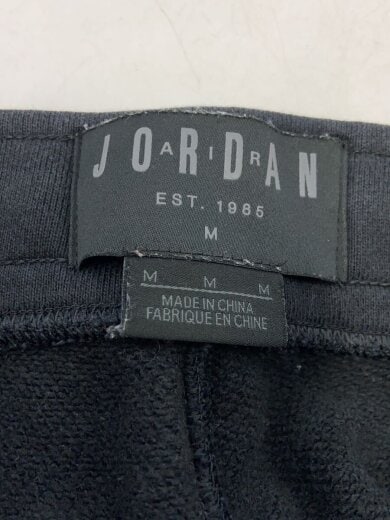 JORDAN
AIR
EST. 1985
M
M M M
MADE IN CHINA
FABRIQUE EN CHINE